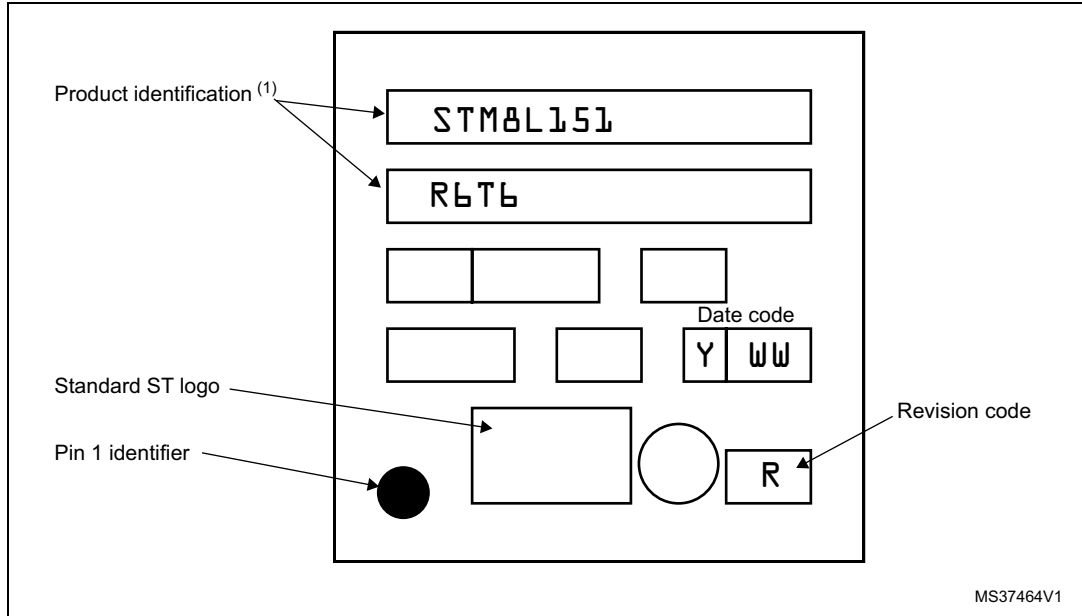 Product identification (1)
STM8L151
R6T6
Date code
Y WW
Standard ST logo
Revision code
Pin 1 identifier
R
MS37464V1